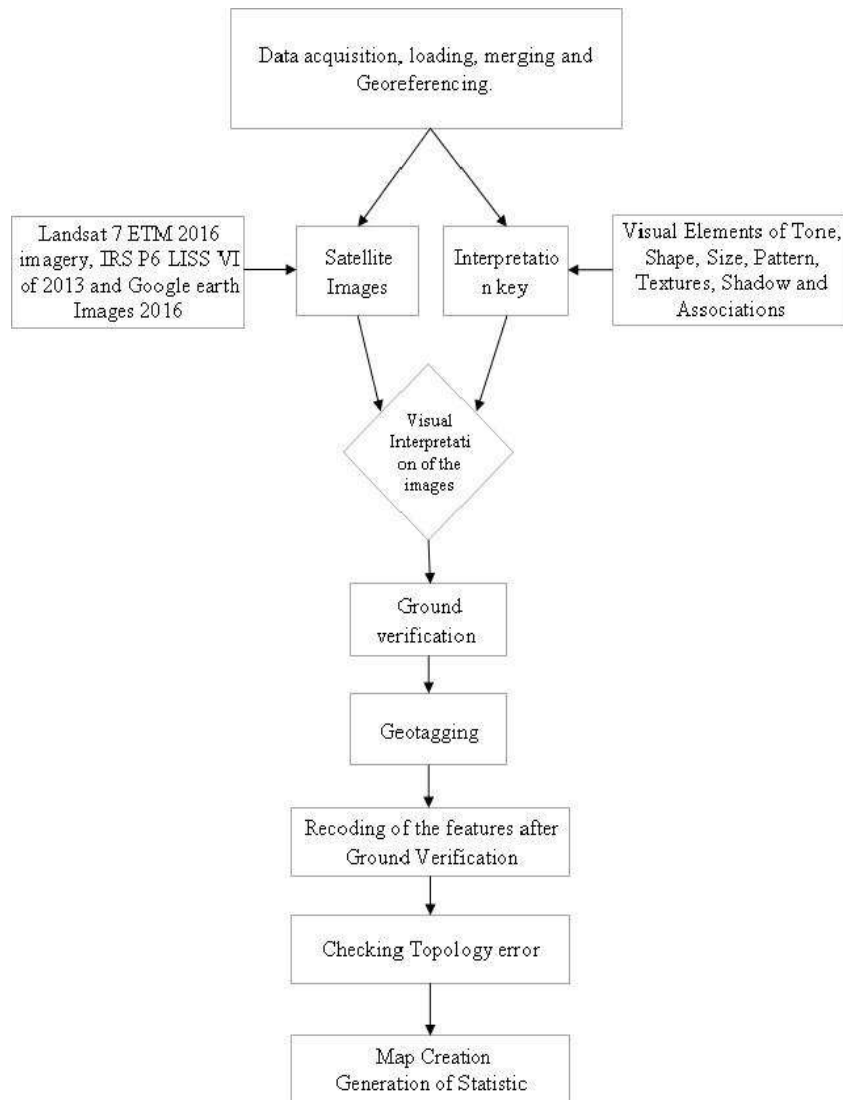 Data acquisition, loading, merging and
Georeferencing.
Landsat 7 ETM 2016
imagery, IRS P6 LISS VI
of 2013 and Google earth
Images 2016
Satellite
Images
Interpretatio
n key
Visual Elements of Tone,
Shape, Size, Pattern,
Textures, Shadow and
Associations
Visual
Interpretati
on of the
images
Ground
verification
Geotagging
Recoding of the features after
Ground Verification
Checking Topology error
Map Creation
Generation of Statistic